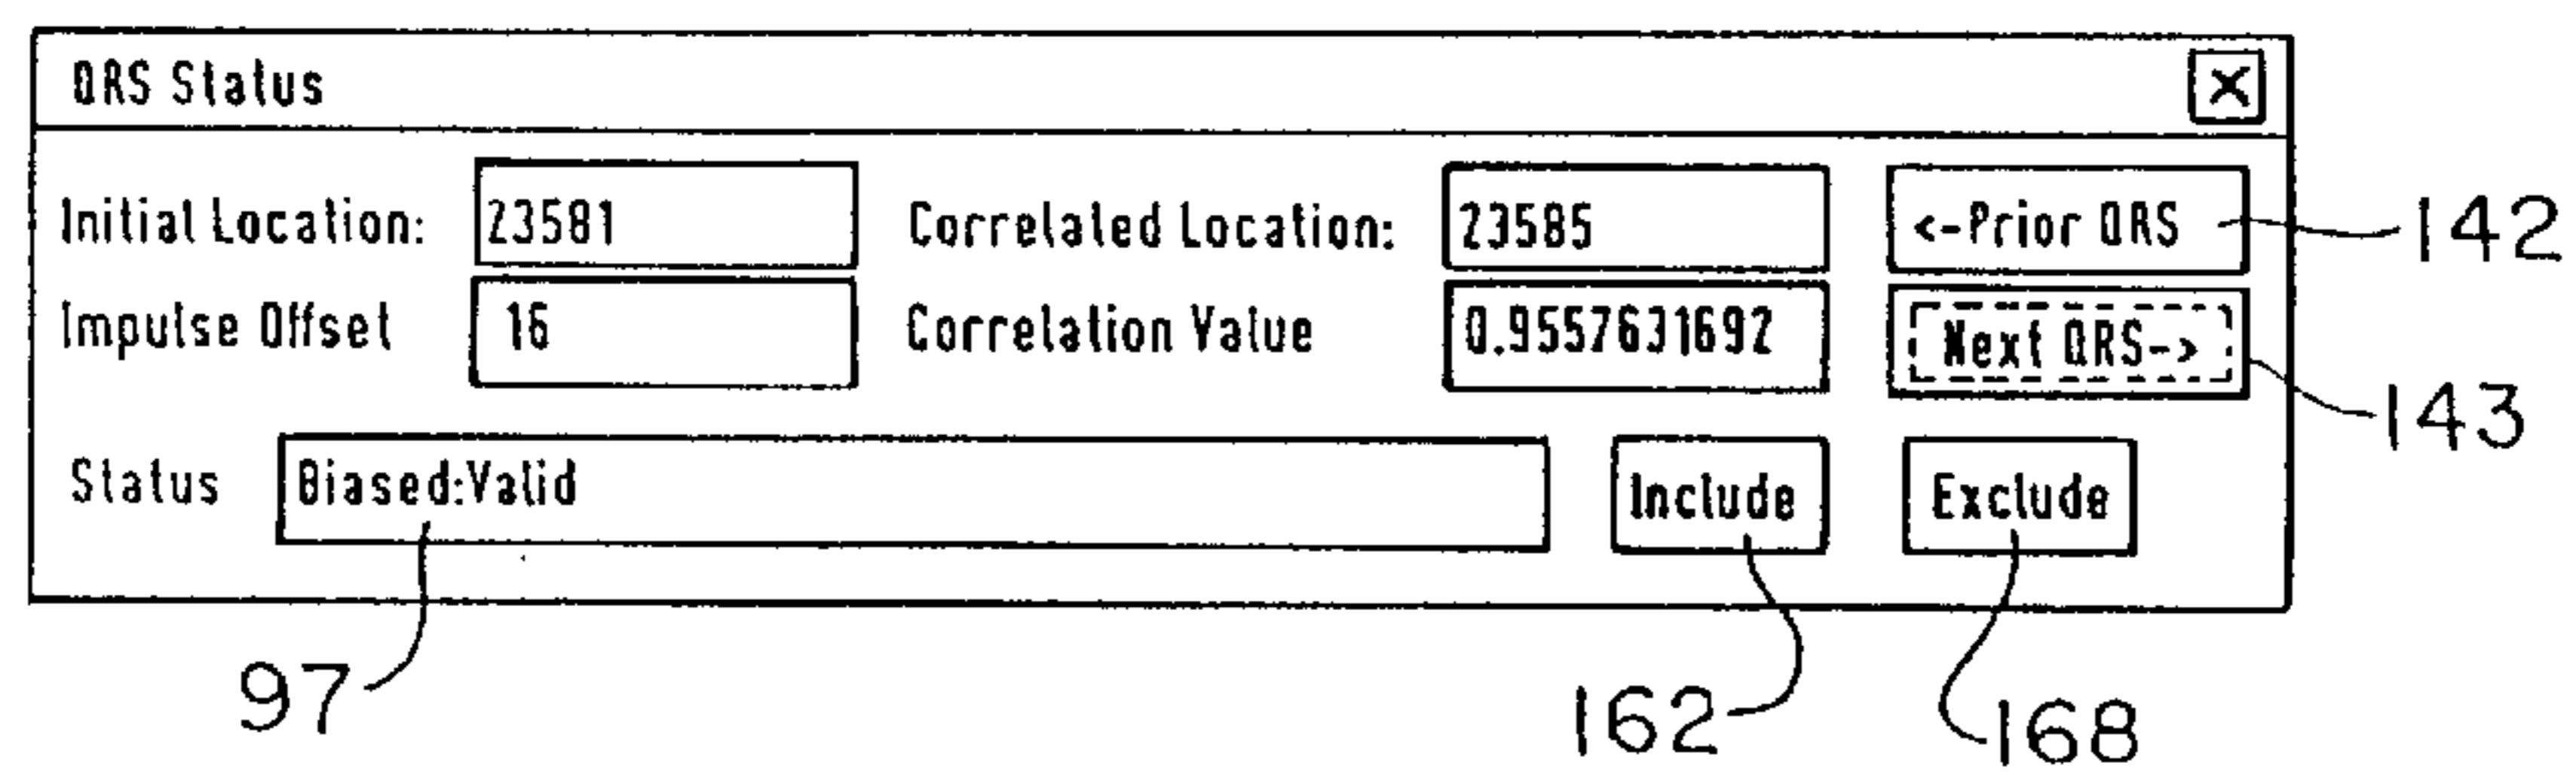 QRS Status X
Initial Location: 23581 Correlated Location: 23585 <-Prior QRS 142
Impulse Offset 16 Correlation Value 0.9557631692 Next QRS-> 143
Status Biased:Valid Include Exclude
97 162 168